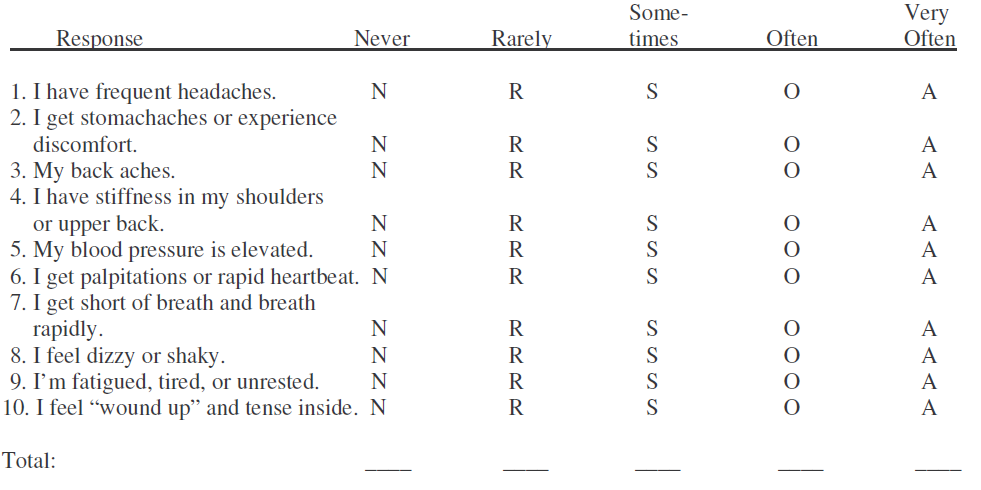 Some- Very
Response Never Rarely times Often Often
1. I have frequent headaches. N R S O A
2. I get stomachaches or experience
discomfort. N R S O A
3. My back aches. N R S O A
4. I have stiffness in my shoulders
or upper back. N R S O A
5. My blood pressure is elevated. N R S O A
6. I get palpitations or rapid heartbeat. N R S O A
7. I get short of breath and breath
rapidly. N R S O A
8. I feel dizzy or shaky. N R S O A
9. I’m fatigued, tired, or unrested. N R S O A
10. I feel “wound up” and tense inside. N R S O A
Total: ____ ____ ____ ____ ____